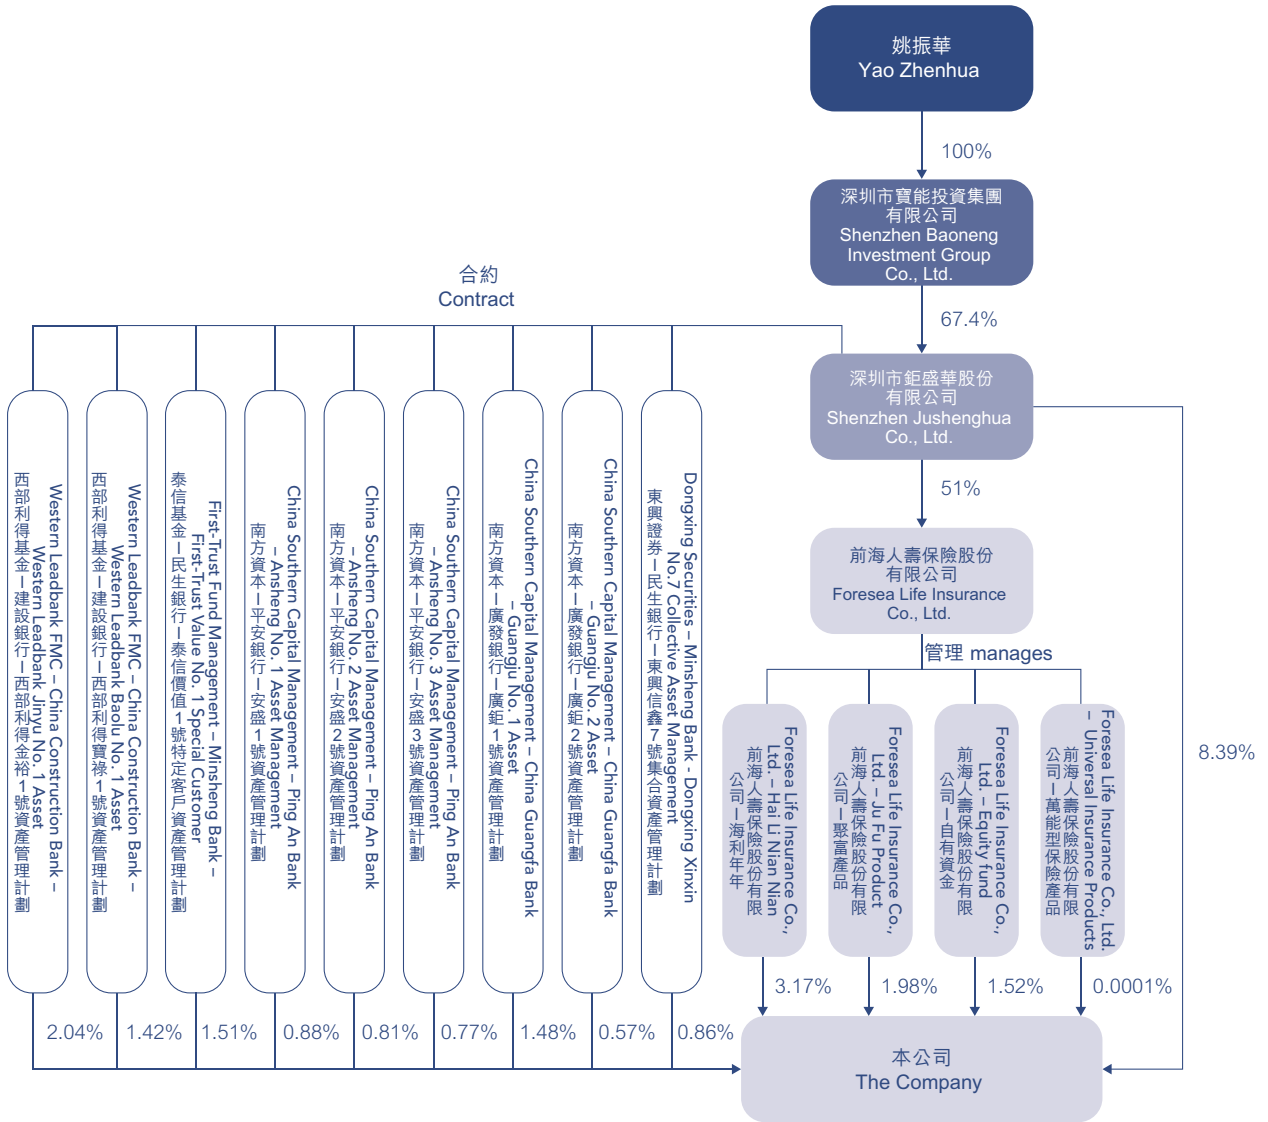 姚振華
Yao Zhenhua
100%
深圳市寶能投資集團
有限公司
Shenzhen Baoneng
Investment Group
Co., Ltd.
67.4%
合約
Contract
深圳市鉅盛華股份
有限公司
Shenzhen Jushenghua
Co., Ltd.
51%
前海人壽保險股份
有限公司
Foresea Life Insurance
Co., Ltd.
管理 manages
8.39%
Western Leadbank FMC – China Construction Bank –
Western Leadbank Jinyu No. 1 Asset
西部利得基金－建設銀行－西部利得金裕1號資產管理計劃
Western Leadbank FMC – China Construction Bank –
Western Leadbank Baolu No. 1 Asset
西部利得基金－建設銀行－西部利得寶祿1號資產管理計劃
First-Trust Fund Management – Minsheng Bank –
First-Trust Value No. 1 Special Customer
泰信基金－民生銀行－泰信價值1號特定客戶資產管理計劃
China Southern Capital Management – Ping An Bank
– Ansheng No. 1 Asset Management
南方資本－平安銀行－安盛1號資產管理計劃
China Southern Capital Management – Ping An Bank
– Ansheng No. 2 Asset Management
南方資本－平安銀行－安盛2號資產管理計劃
China Southern Capital Management – Ping An Bank
– Ansheng No. 3 Asset Management
南方資本－平安銀行－安盛3號資產管理計劃
China Southern Capital Management – China Guangfa Bank
– Guangju No. 1 Asset
南方資本－廣發銀行－廣鉅1號資產管理計劃
China Southern Capital Management – China Guangfa Bank
– Guangju No. 2 Asset
南方資本－廣發銀行－廣鉅2號資產管理計劃
Dongxing Securities – Minsheng Bank - Dongxing Xinxin
No.7 Collective Asset Management
東興證券－民生銀行－東興信鑫7號集合資產管理計劃
Foresea Life Insurance Co.,
Ltd. – Hai Li Nian Nian
前海人壽保險股份有限
公司－海利年年
Foresea Life Insurance Co.,
Ltd. – Ju Fu Product
前海人壽保險股份有限
公司－聚富產品
Foresea Life Insurance Co.,
Ltd. – Equity fund
前海人壽保險股份有限
公司－自有資金
Foresea Life Insurance Co., Ltd.
– Universal Insurance Products
前海人壽保險股份有限
公司－萬能型保險產品
3.17%
1.98%
1.52%
0.0001%
2.04%
1.42%
1.51%
0.88%
0.81%
0.77%
1.48%
0.57%
0.86%
本公司
The Company